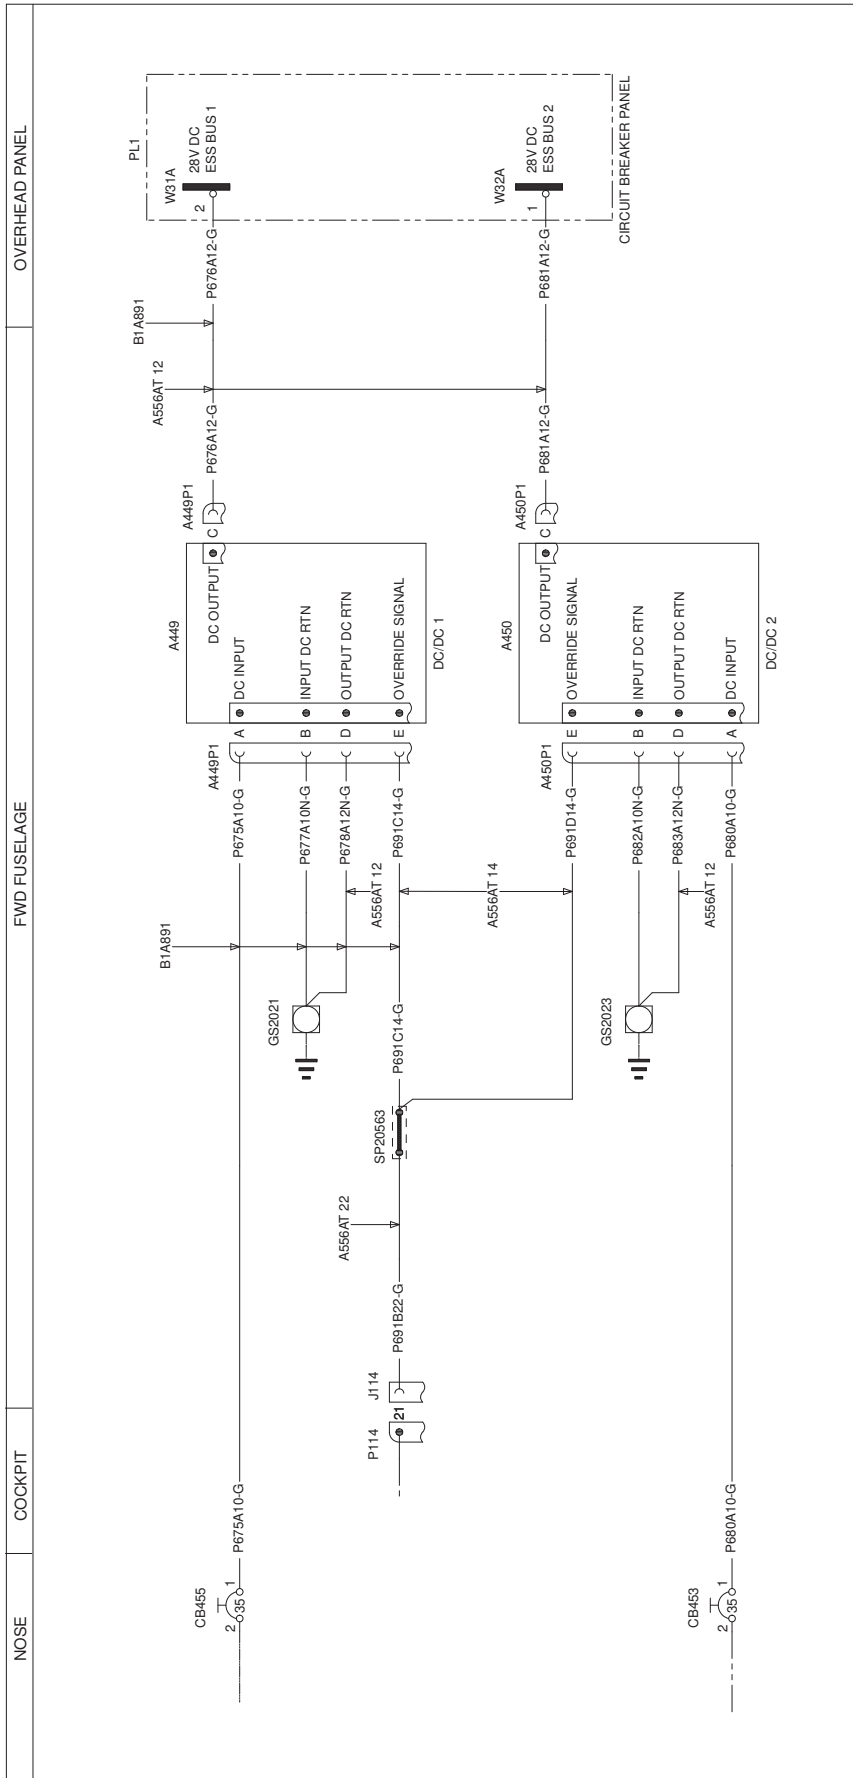 NOSE
COCKPIT
FWD FUSELAGE
OVERHEAD PANEL
CB455
2
35
1
P675A10-G
P675A10-G
B1A891
A449P1
A
DC INPUT
B
INPUT DC RTN
D
OUTPUT DC RTN
E
OVERRIDE SIGNAL
A449
DC OUTPUT
C
A449P1
DC/DC 1
P676A12-G
A556AT 12
B1A891
P676A12-G
PL1
W31A
2
28V DC
ESS BUS 1
GS2021
P677A10N-G
P678A12N-G
A556AT 12
P114
21
J114
P691B22-G
A556AT 22
SP20563
P691C14-G
P691C14-G
A556AT 14
P691D14-G
A450P1
E
OVERRIDE SIGNAL
B
INPUT DC RTN
D
OUTPUT DC RTN
A
DC INPUT
A450
DC OUTPUT
C
A450P1
DC/DC 2
P681A12-G
P681A12-G
W32A
1
28V DC
ESS BUS 2
CIRCUIT BREAKER PANEL
GS2023
P682A10N-G
P683A12N-G
A556AT 12
CB453
2
35
1
P680A10-G
P680A10-G